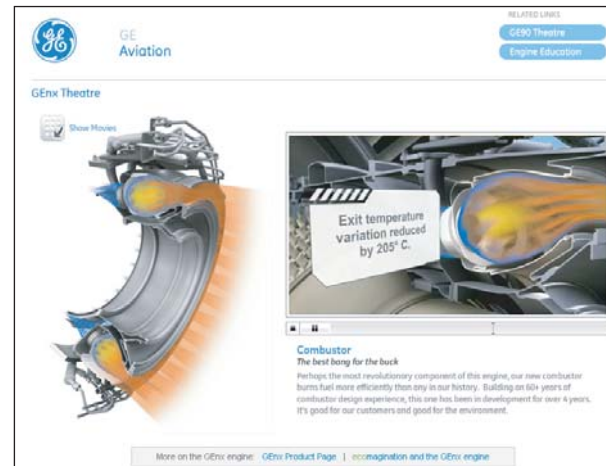 RELATED LINKS
GE90 Theatre
Engine Education
GE
GE
Aviation
GEnx Theatre
Show Movies
Exit temperature
variation reduced
by 205° C.
Combustor
The best bang for the buck
Perhaps the most revolutionary component of this engine, our new combustor
burns fuel more efficiently than any in our history. Building on 60+ years of
combustor design experience, this one has been in development for over 4 years.
It's good for our customers and good for the environment.
More on the GEnx engine: GEnx Product Page | ecomagination and the GEnx engine